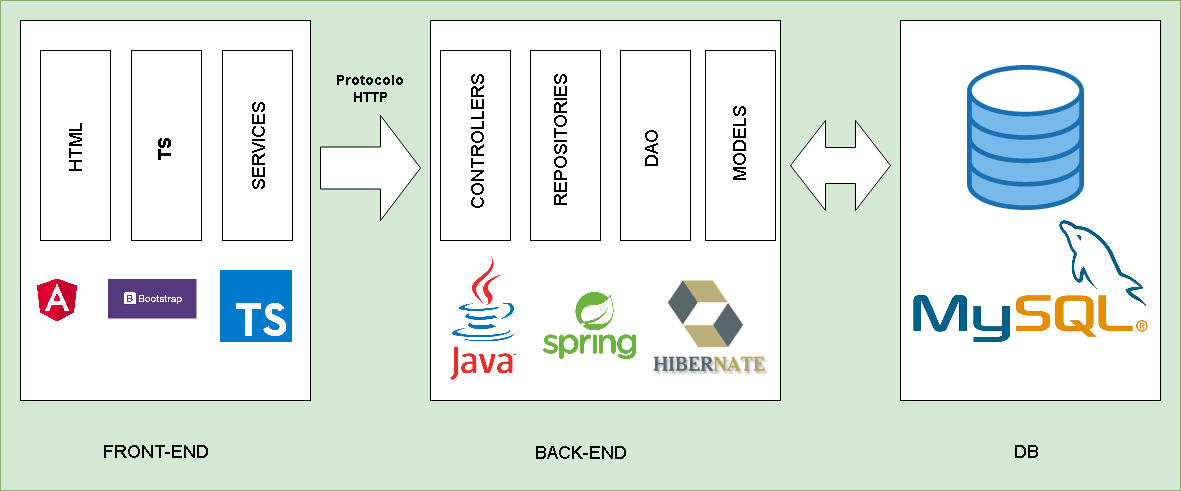 HTML
TS
SERVICES
A
B Bootstrap
TS
FRONT-END
Protocolo
HTTP
CONTROLLERS
REPOSITORIES
DAO
MODELS
Java™
spring
HIBERNATE
BACK-END
MySQL®
DB